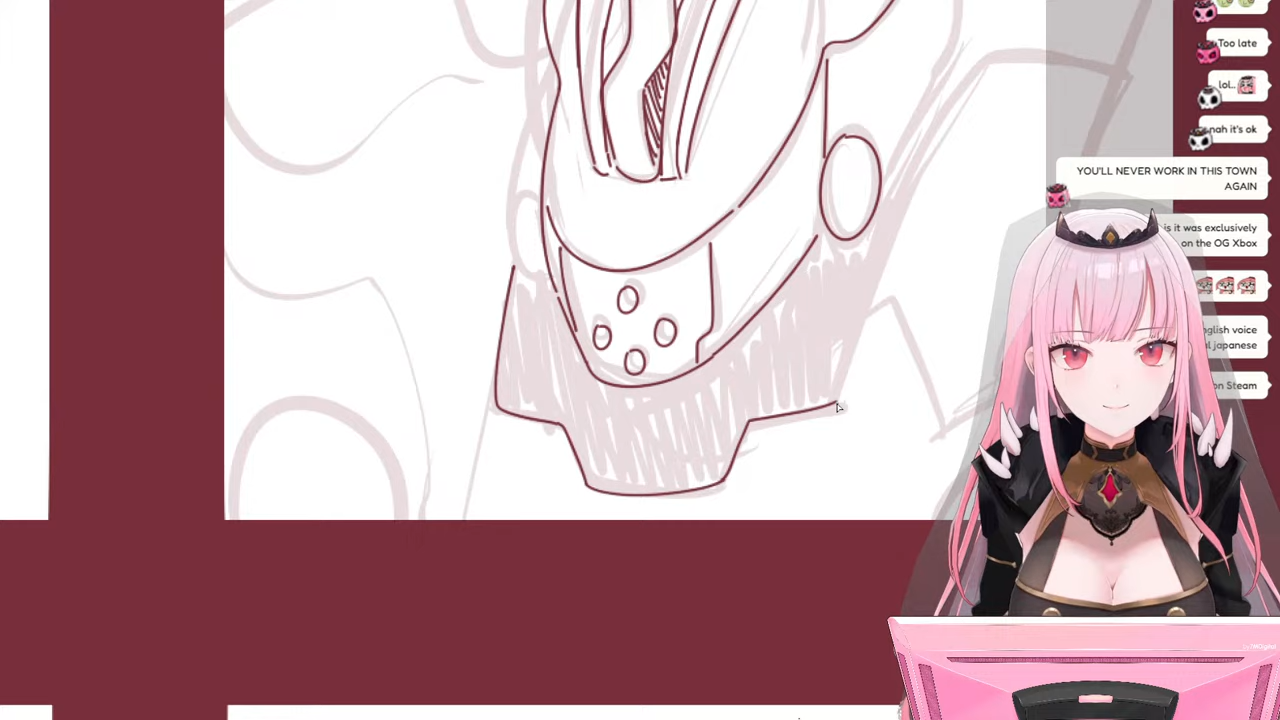 Too late
lol..
nah it's ok
YOU'LL NEVER WORK IN THIS TOWN
AGAIN
is it was exclusively
on the OG Xbox
nglish voice
japanese
on Steam